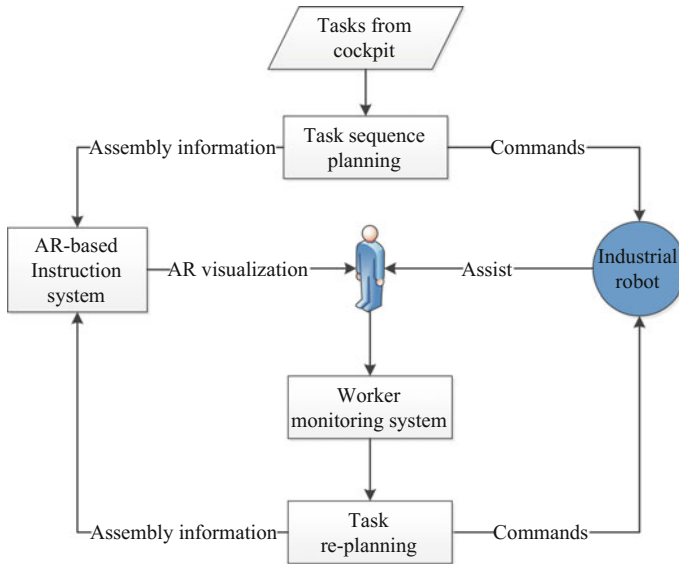 Tasks from
cockpit
Assembly information
Task sequence
planning
Commands
AR-based
Instruction
system
AR visualization
Assist
Industrial
robot
Worker
monitoring system
Assembly information
Task
re-planning
Commands